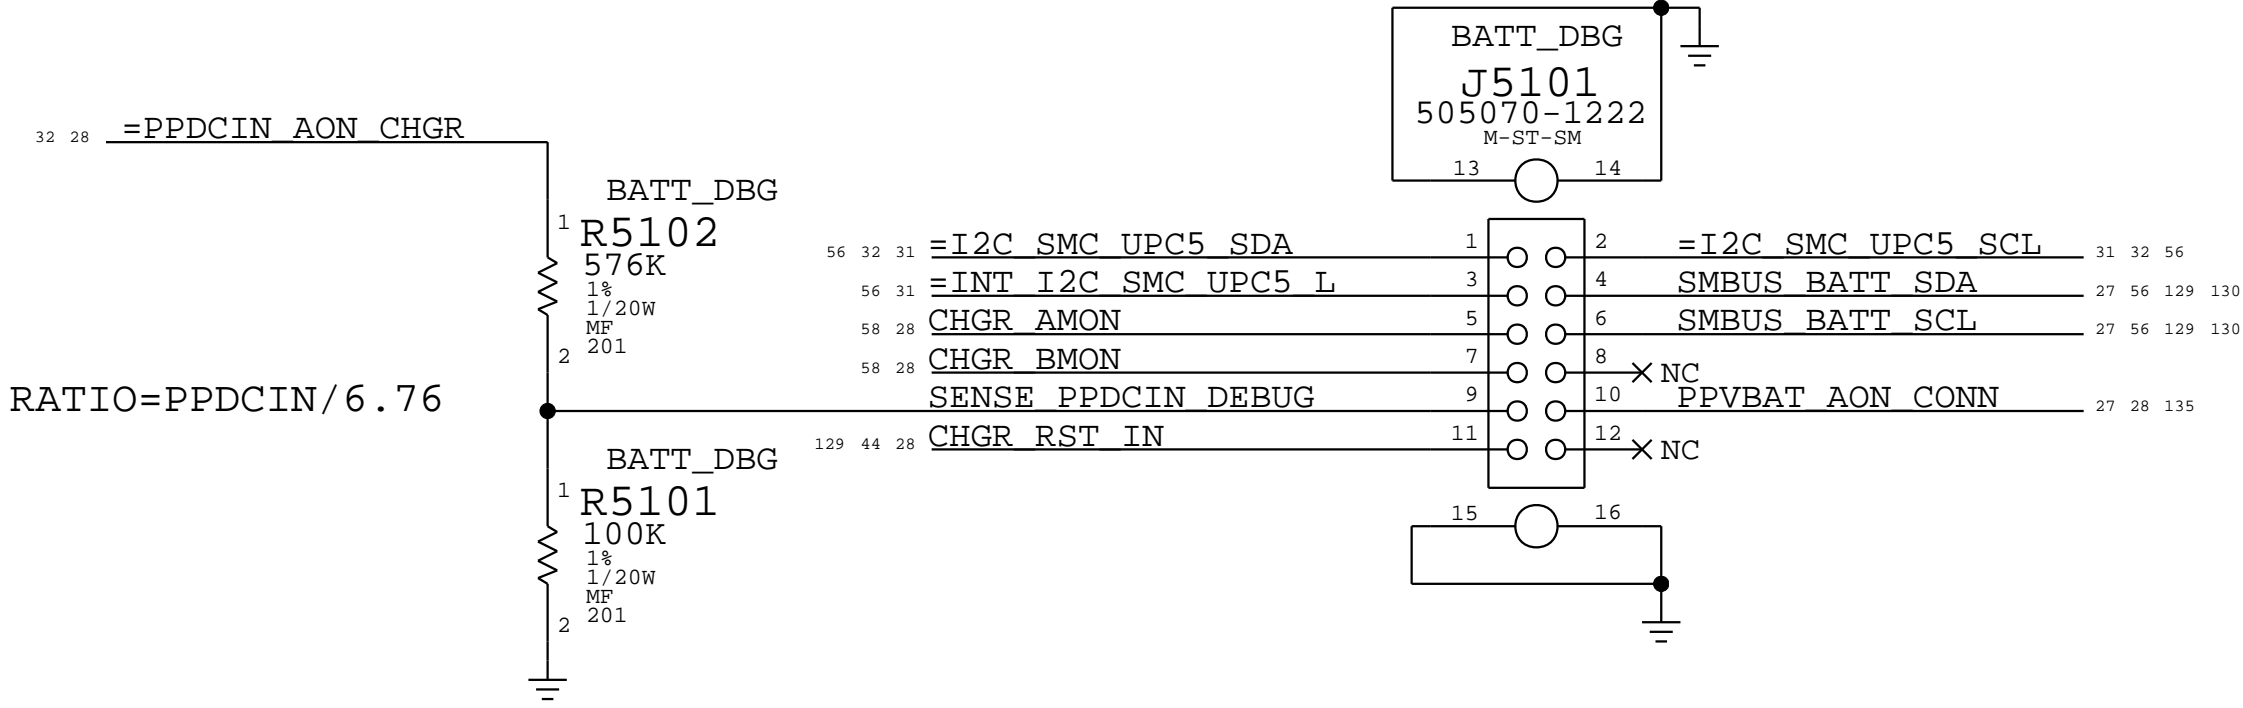 BATT_DBG
J5101
505070-1222
M-ST-SM
13 14
32 28 =PPDCIN_AON_CHGR
BATT_DBG
1 R5102
576K
1%
1/20W
MF
201
2
RATIO=PPDCIN/6.76
BATT_DBG
1 R5101
100K
1%
1/20W
MF
201
2
56 32 31 =I2C_SMC_UPC5_SDA 1 2 =I2C_SMC_UPC5_SCL 31 32 56
56 31 =INT_I2C_SMC_UPC5_L 3 4 SMBUS_BATT_SDA 27 56 129 130
58 28 CHGR_AMON 5 6 SMBUS_BATT_SCL 27 56 129 130
58 28 CHGR_BMON 7 8 NC
SENSE_PPDCIN_DEBUG 9 10 PPVBAT_AON_CONN 27 28 135
129 44 28 CHGR_RST_IN 11 12 NC
15 16